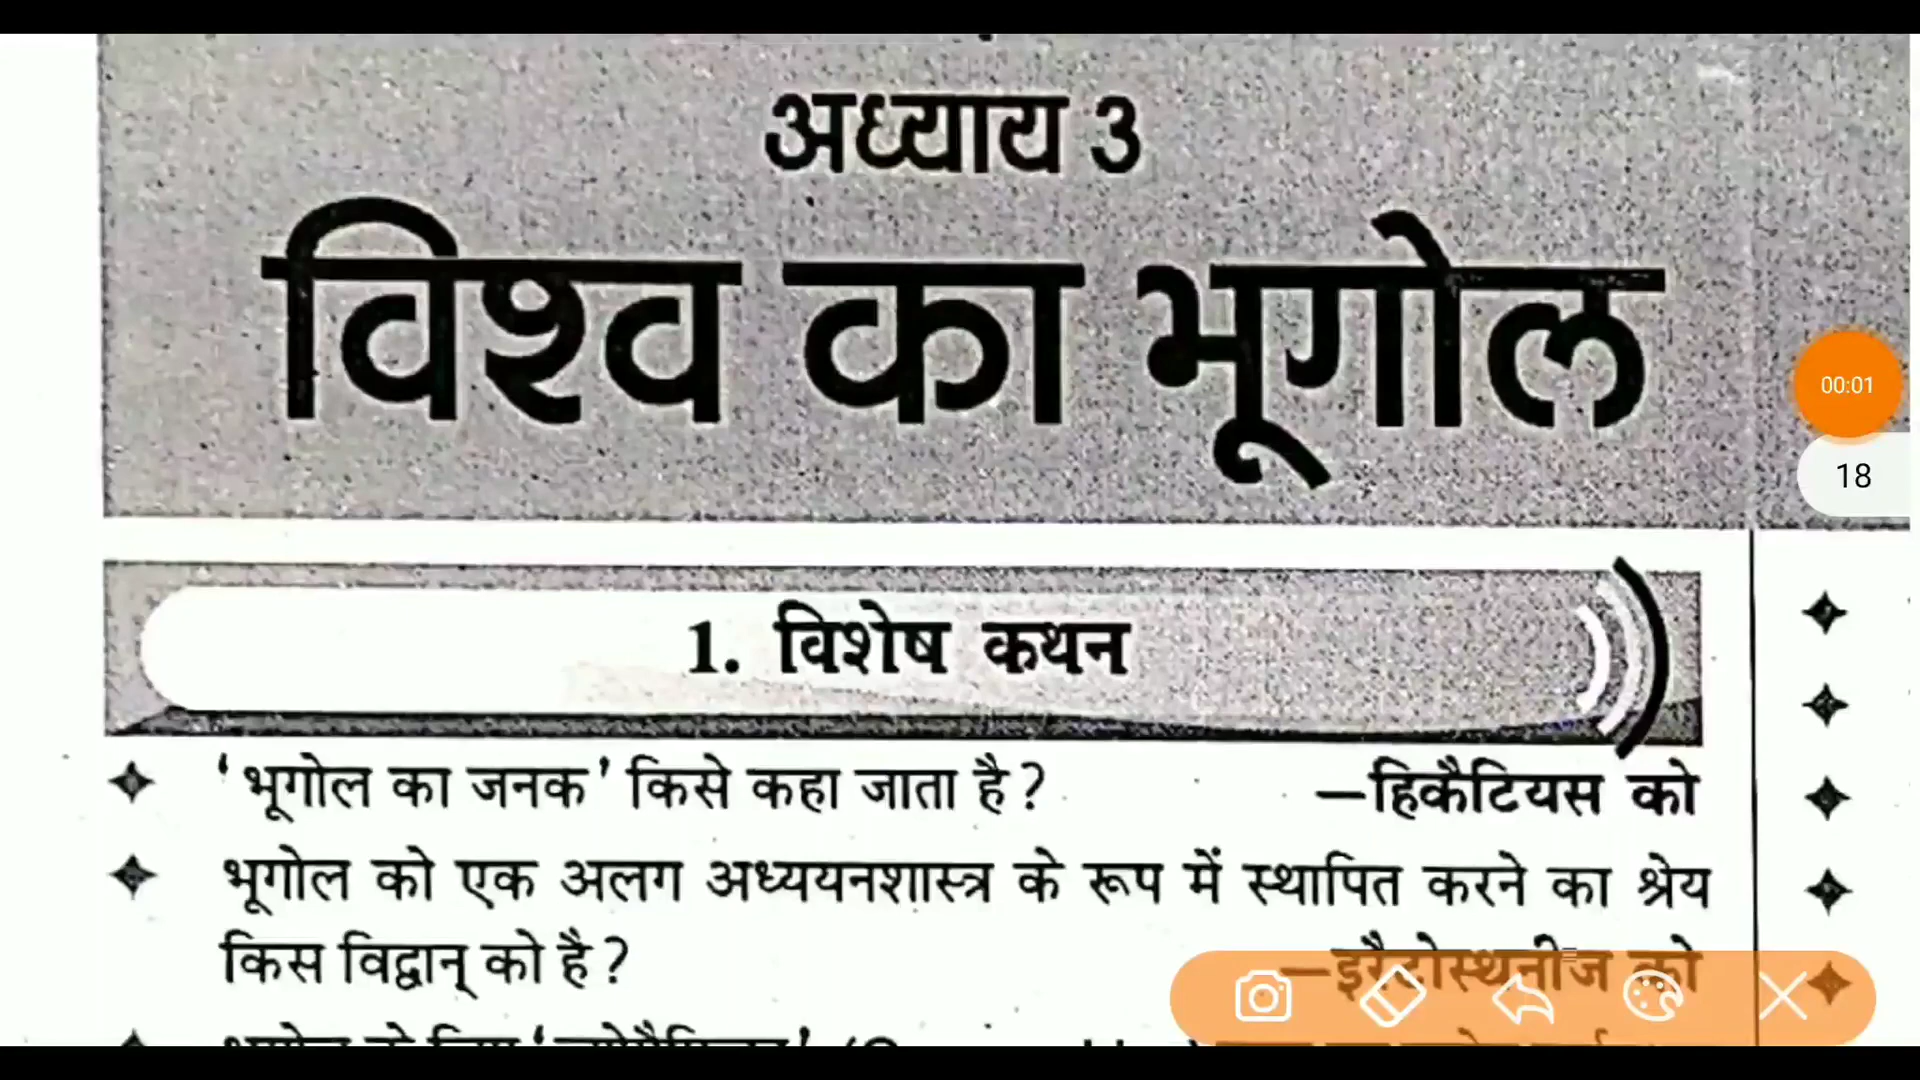 अध्याय 3
विश्व का भूगोल
00:01
18
1. विशेष कथन
‘भूगोल का जनक’ किसे कहा जाता है? —हिकैटियस को
भूगोल को एक अलग अध्ययनशास्त्र के रूप में स्थापित करने का श्रेय
किस विद्वान् को है? —इरैटोस्थनीज को